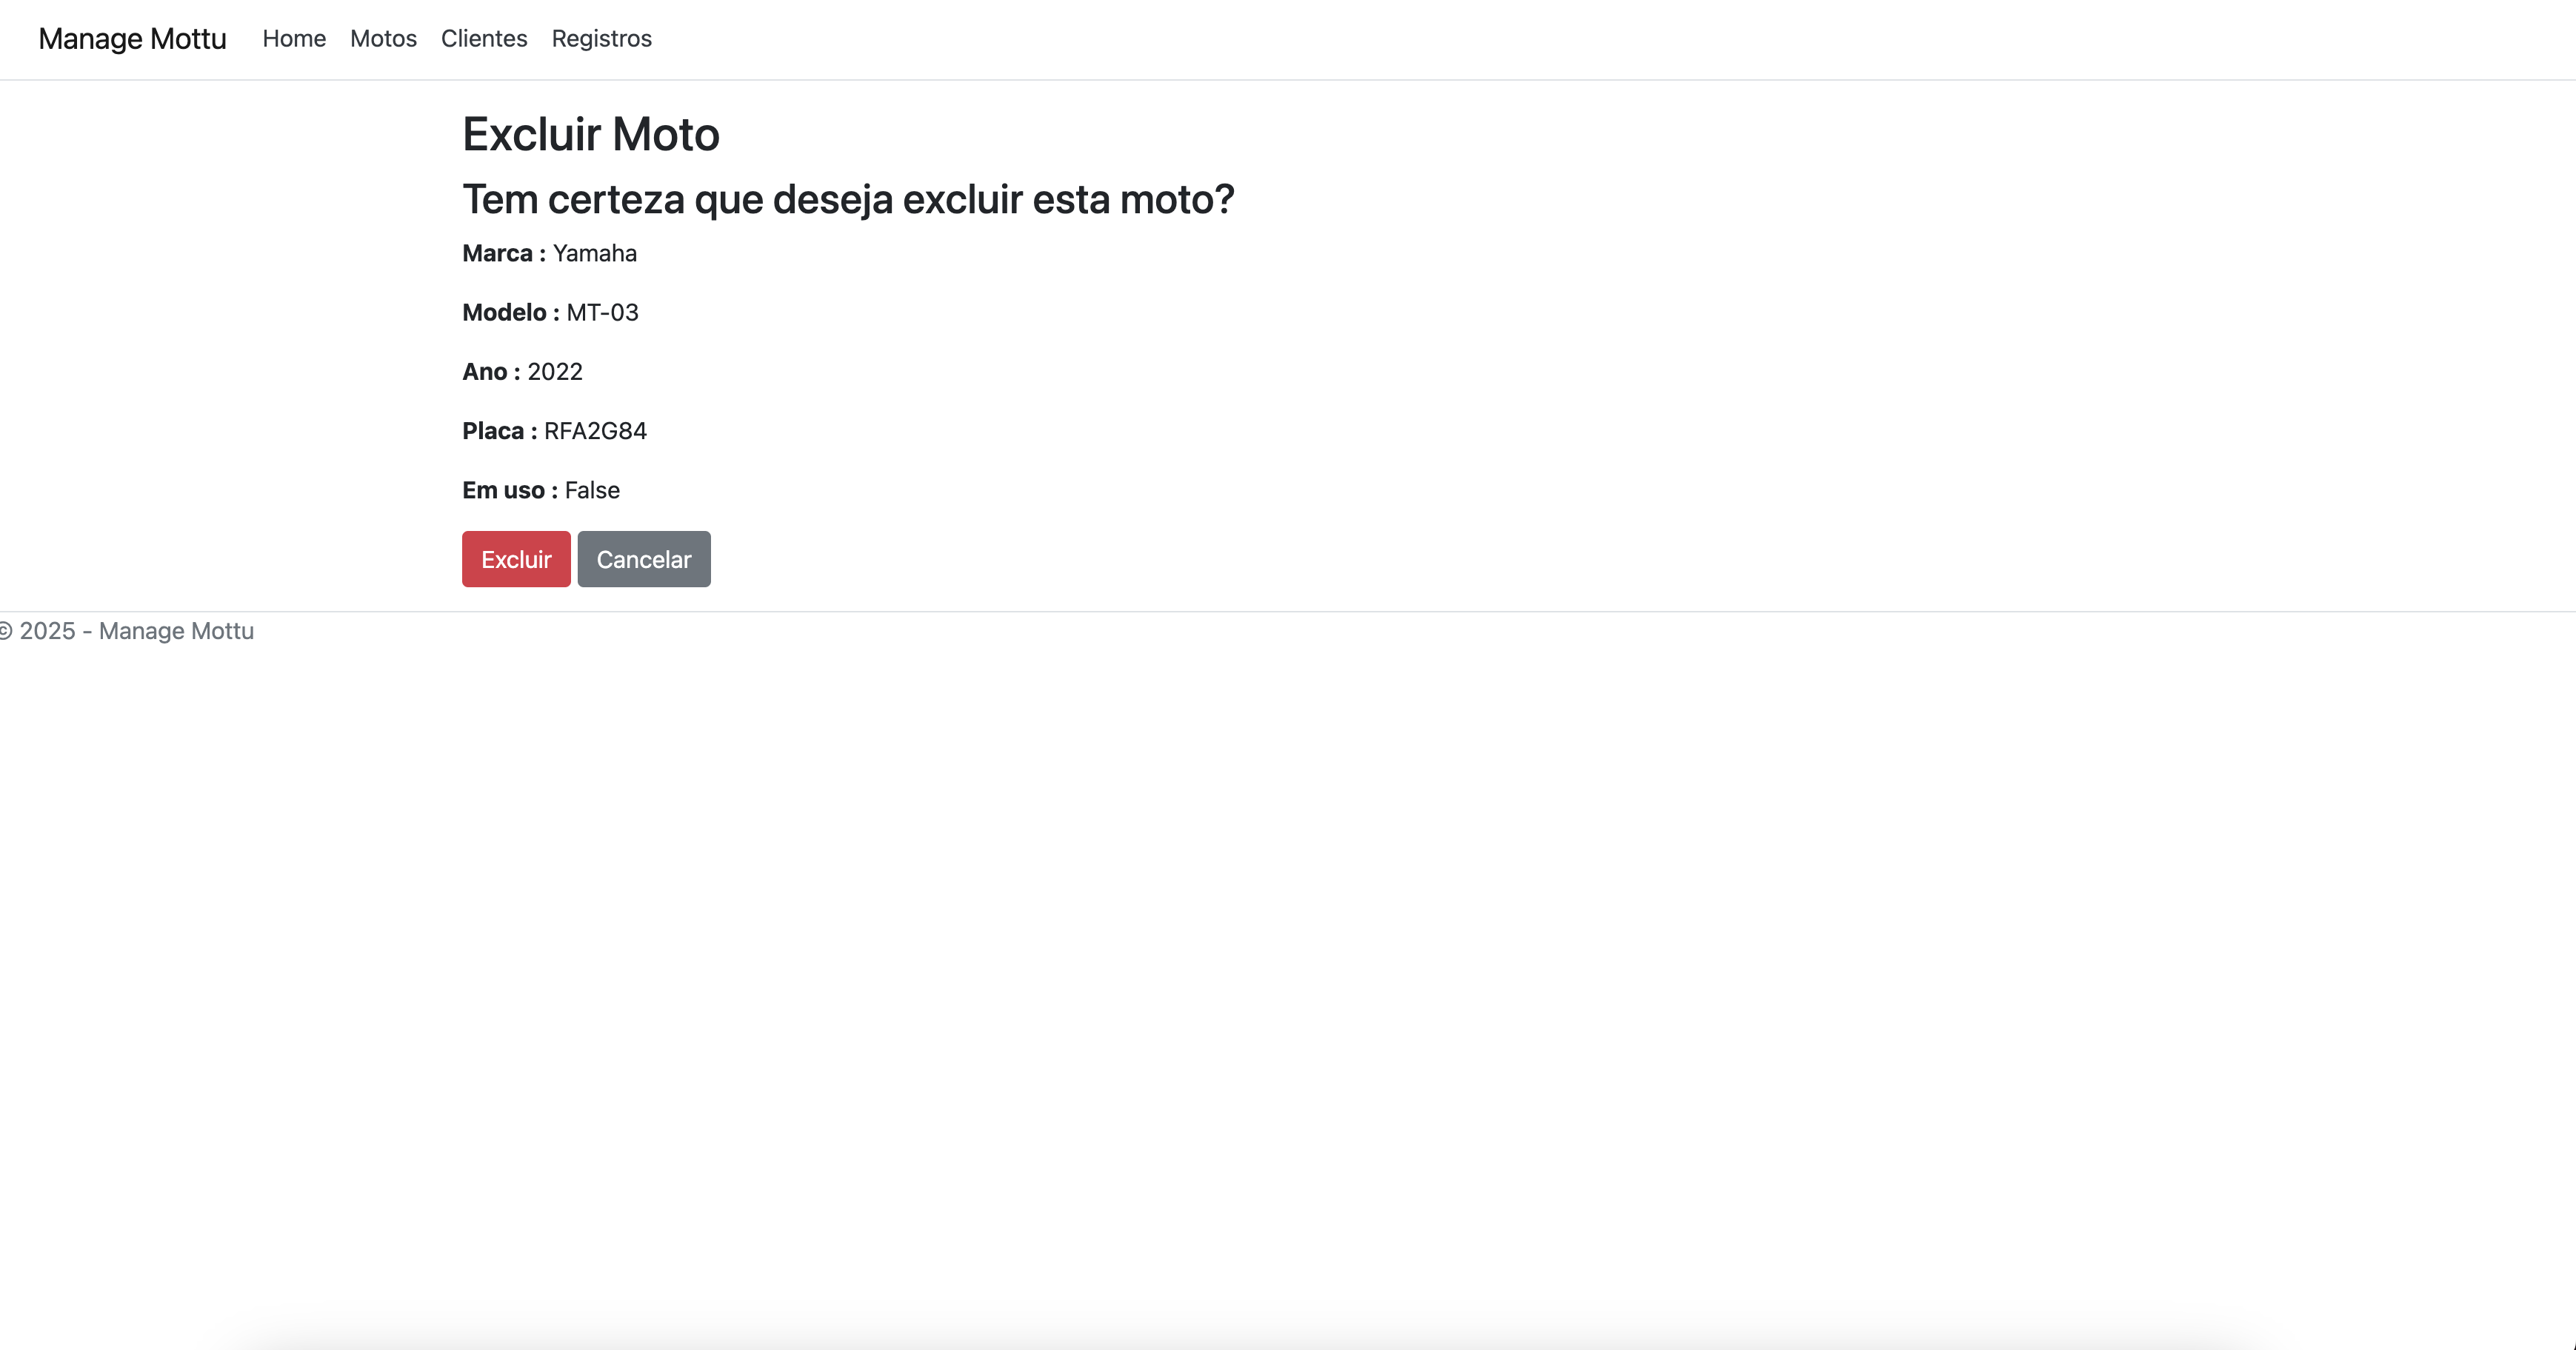 Manage Mottu Home Motos Clientes Registros
Excluir Moto
Tem certeza que deseja excluir esta moto?
Marca : Yamaha
Modelo : MT-03
Ano : 2022
Placa : RFA2G84
Em uso : False
Excluir Cancelar
© 2025 - Manage Mottu